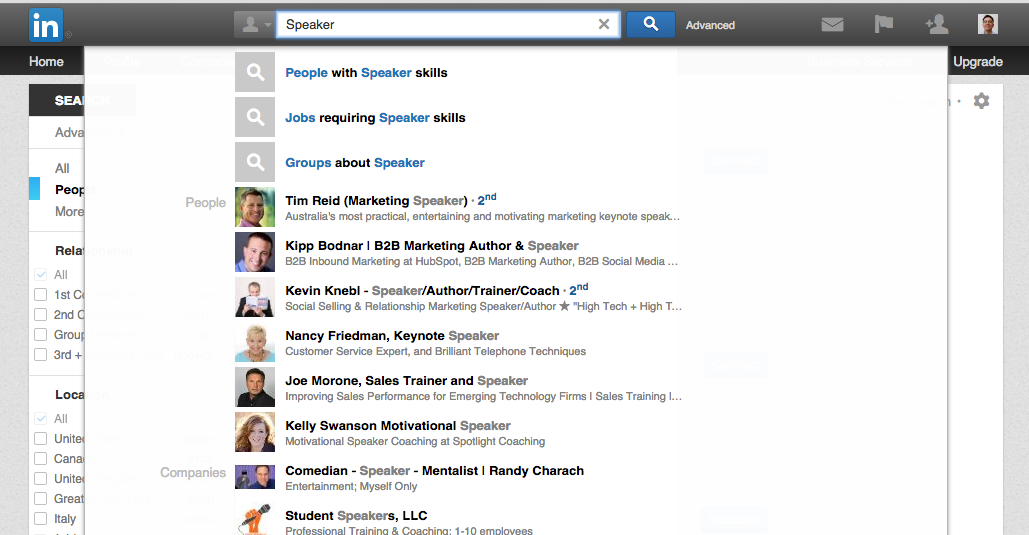 in
Speaker
Advanced
Home
Upgrade
People with Speaker skills
SEA
Jobs requiring Speaker skills
Adva
Groups about Speaker
All
Peop
People
Tim Reid (Marketing Speaker) · 2nd
More
Australia's most practical, entertaining and motivating marketing keynote speak...
Kipp Bodnar | B2B Marketing Author & Speaker
Relationship
B2B Inbound Marketing at HubSpot, B2B Marketing Author, B2B Social Media ...
All
Kevin Knebl - Speaker/Author/Trainer/Coach · 2nd
1st Co
Social Selling & Relationship Marketing Speaker/Author ★ "High Tech + High T...
2nd C
Nancy Friedman, Keynote Speaker
Group
Customer Service Expert, and Brilliant Telephone Techniques
3rd +
Joe Morone, Sales Trainer and Speaker
Improving Sales Performance for Emerging Technology Firms I Sales Training I...
Locat
All
Kelly Swanson Motivational Speaker
United
Motivational Speaker Coaching at Spotlight Coaching
Cana
Companies
Comedian - Speaker - Mentalist | Randy Charach
United
Entertainment; Myself Only
Great
Student Speakers, LLC
Italy
Professional Training & Coaching; 1-10 employees